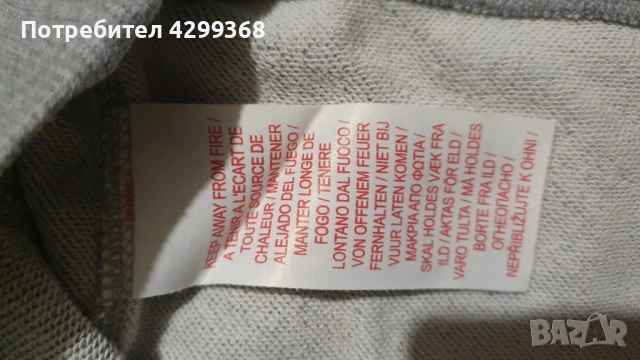 Потребител 4299368
KEEP AWAY FROM FIRE /
A TENIR A L'ECART DE
TOUTE SOURCE DE
CHALEUR / MANTENER
ALEJADO DEL FUEGO /
MANTER LONGE DE
FOGO / TENERE
LONTANO DAL FUOCO /
VON OFFENEM FEUER
FERNHALTEN / NIET BIJ
VUUR LATEN KOMEN /
ΜΑΚΡΙΑ ΑΠΟ ΦΩΤΙΑ /
SKAL HOLDES VÆK FRA
ILD / AKTAS FÖR ELD /
VARO TULTA / MA HOLDES
BORTE FRA ILD /
ОГНЕОПАСНО /
NEPŘIBLIŽUJTE K OHNI /
BAZAR